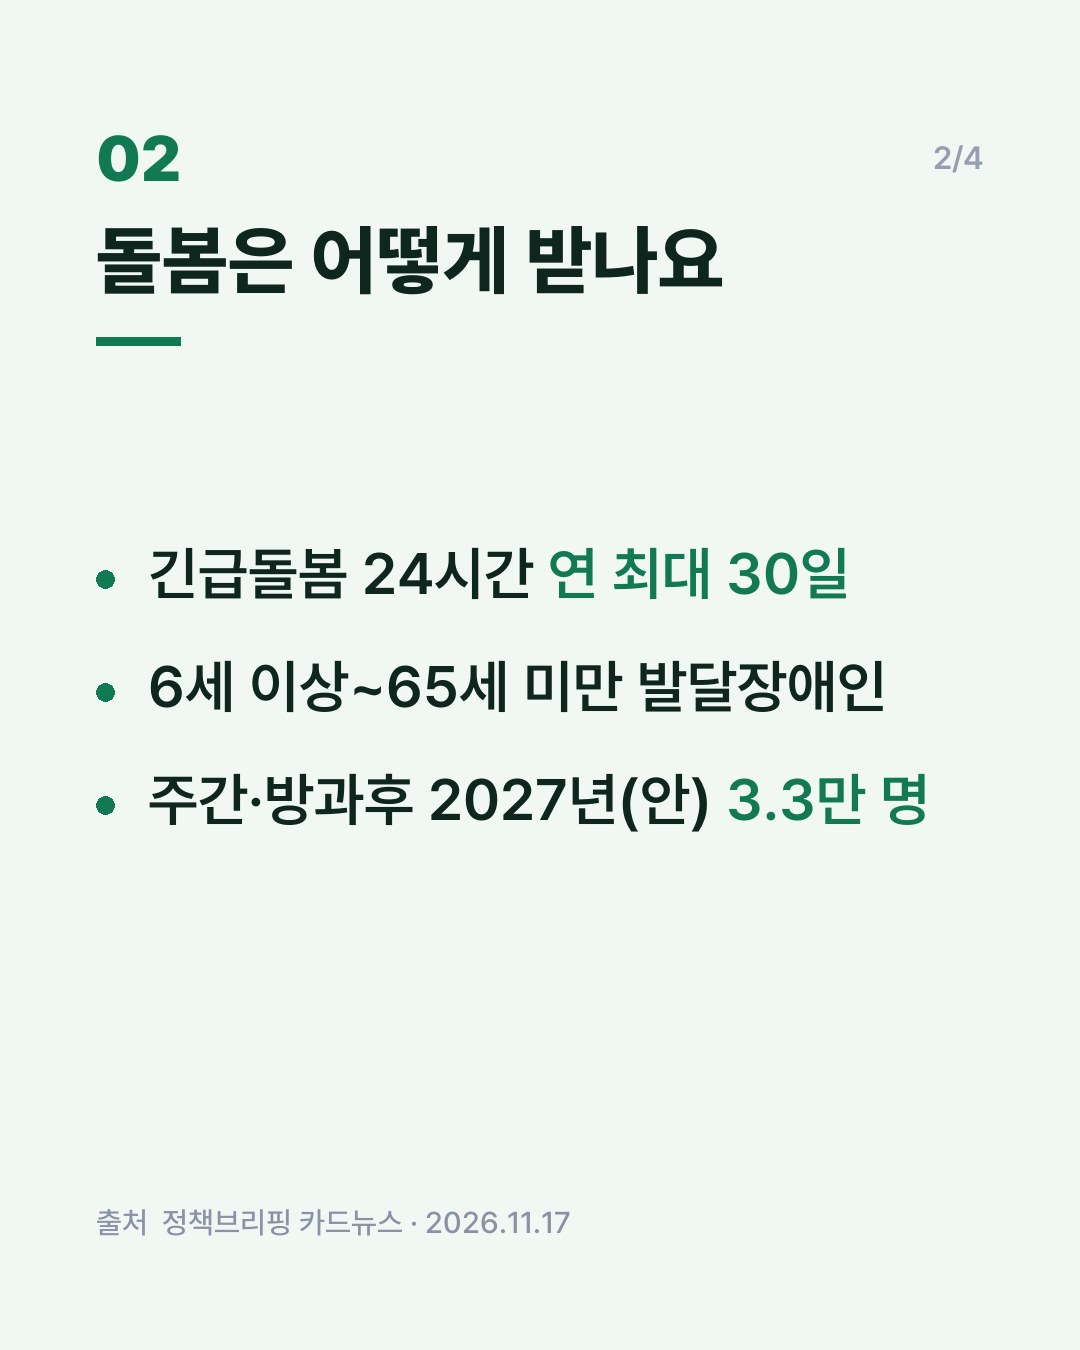 02
2/4
돌봄은 어떻게 받나요
긴급돌봄 24시간 연 최대 30일
6세 이상~65세 미만 발달장애인
주간·방과후 2027년(안) 3.3만 명
출처 정책브리핑 카드뉴스 · 2026.11.17